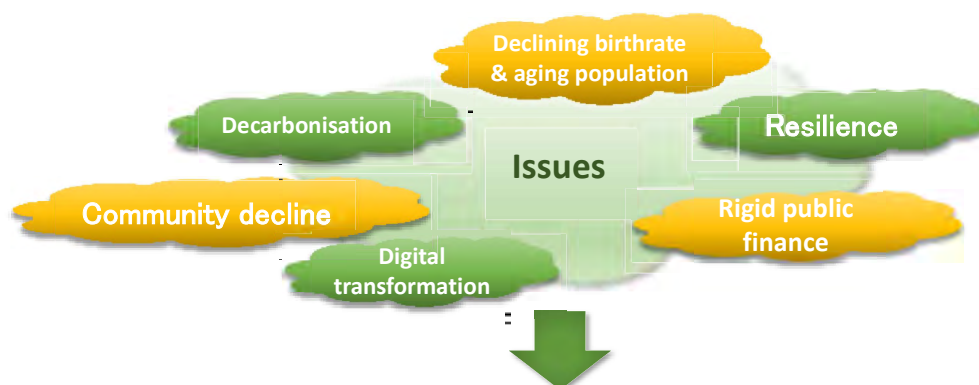 Declining birthrate
& aging population
Decarbonisation
Resilience
Issues
Community decline
Rigid public
finance
Digital
transformation